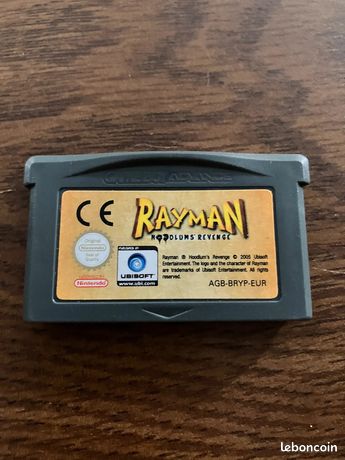 GAME BOY ADVANCE
CE
RAYMAN
HOODLUMS' REVENGE
Original
Nintendo
Seal of
Quality
Nintendo
PUBLISHED BY
UBISOFT
www.ubi.com
Rayman ® Hoodlum's Revenge © 2005 Ubisoft
Entertainment. The logo and the character of Rayman
are trademarks of Ubisoft Entertainment. All rights
reserved.
AGB-BRYP-EUR
leboncoin